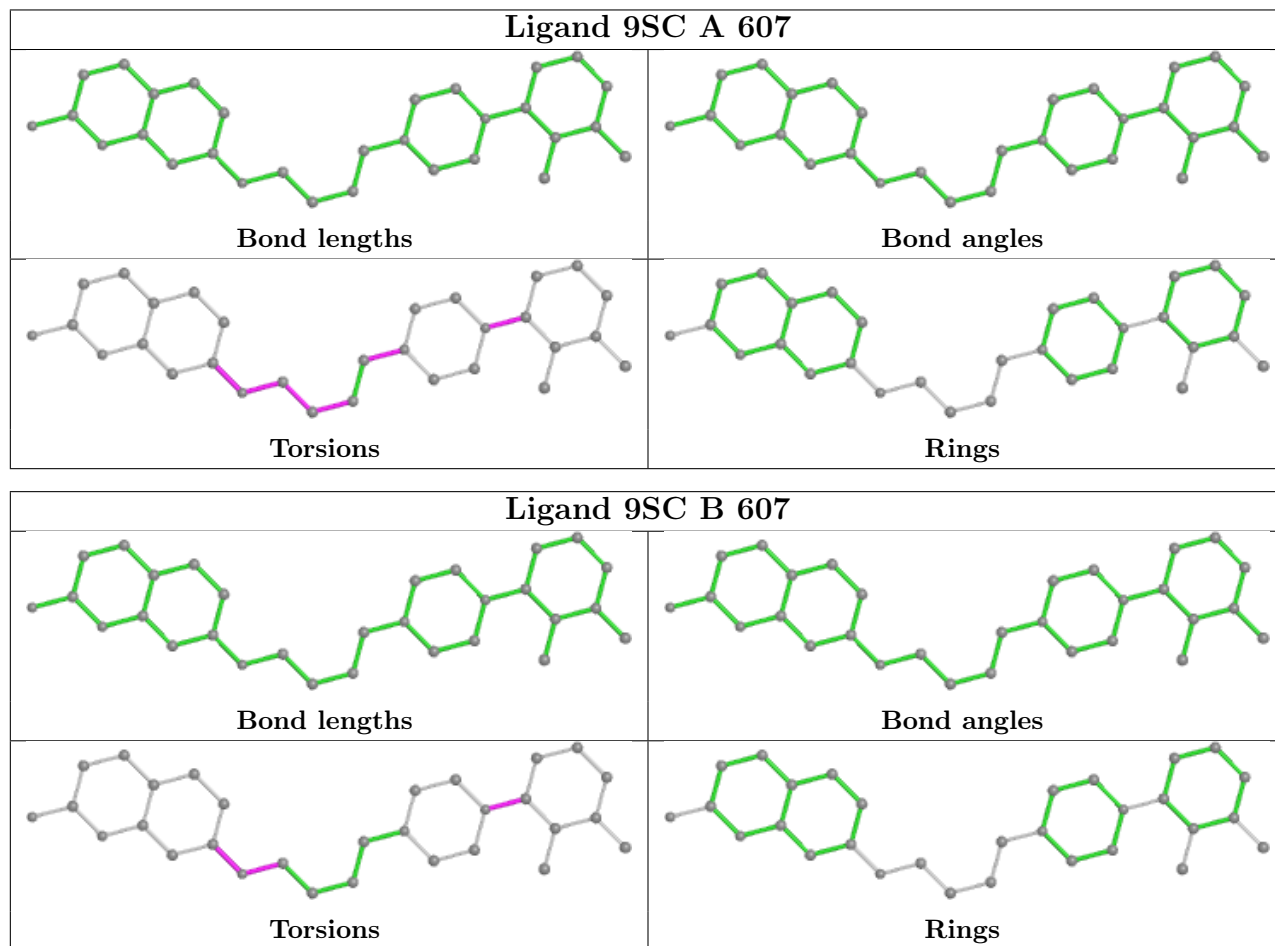 Ligand 9SC A 607
Bond lengths
Bond angles
Torsions
Rings
Ligand 9SC B 607
Bond lengths
Bond angles
Torsions
Rings